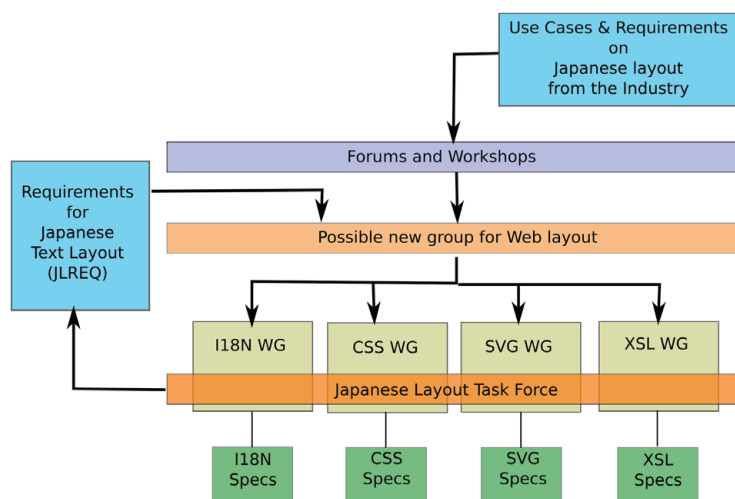 Use Cases & Requirements
on
Japanese layout
from the Industry
Forums and Workshops
Requirements
for
Japanese
Text Layout
(JLREQ)
Possible new group for Web layout
I18N WG
CSS WG
SVG WG
XSL WG
Japanese Layout Task Force
I18N
Specs
CSS
Specs
SVG
Specs
XSL
Specs